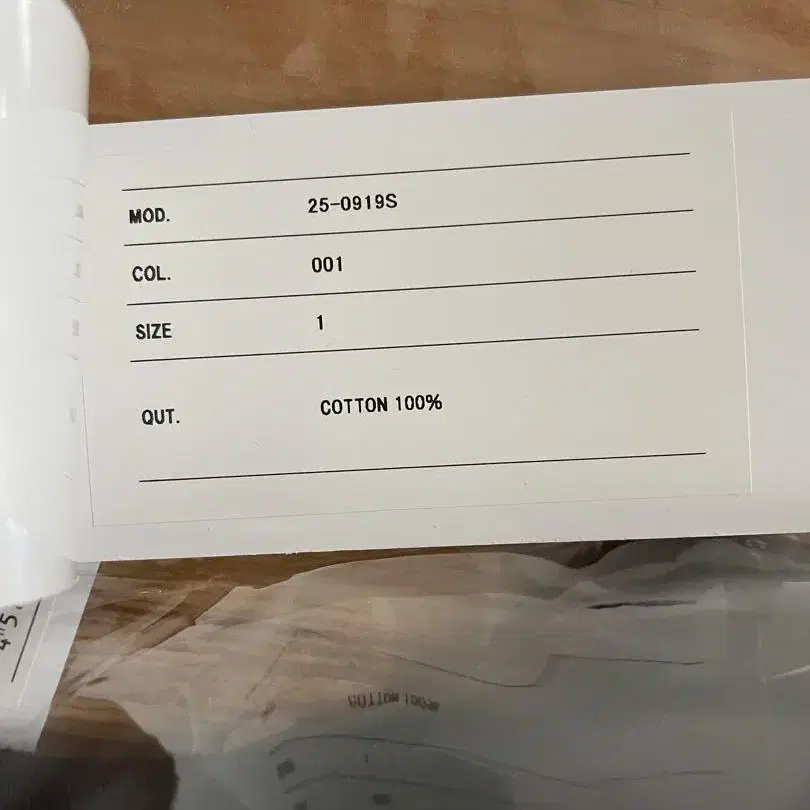 MOD. 25-0919S
COL. 001
SIZE 1
QUT. COTTON 100%